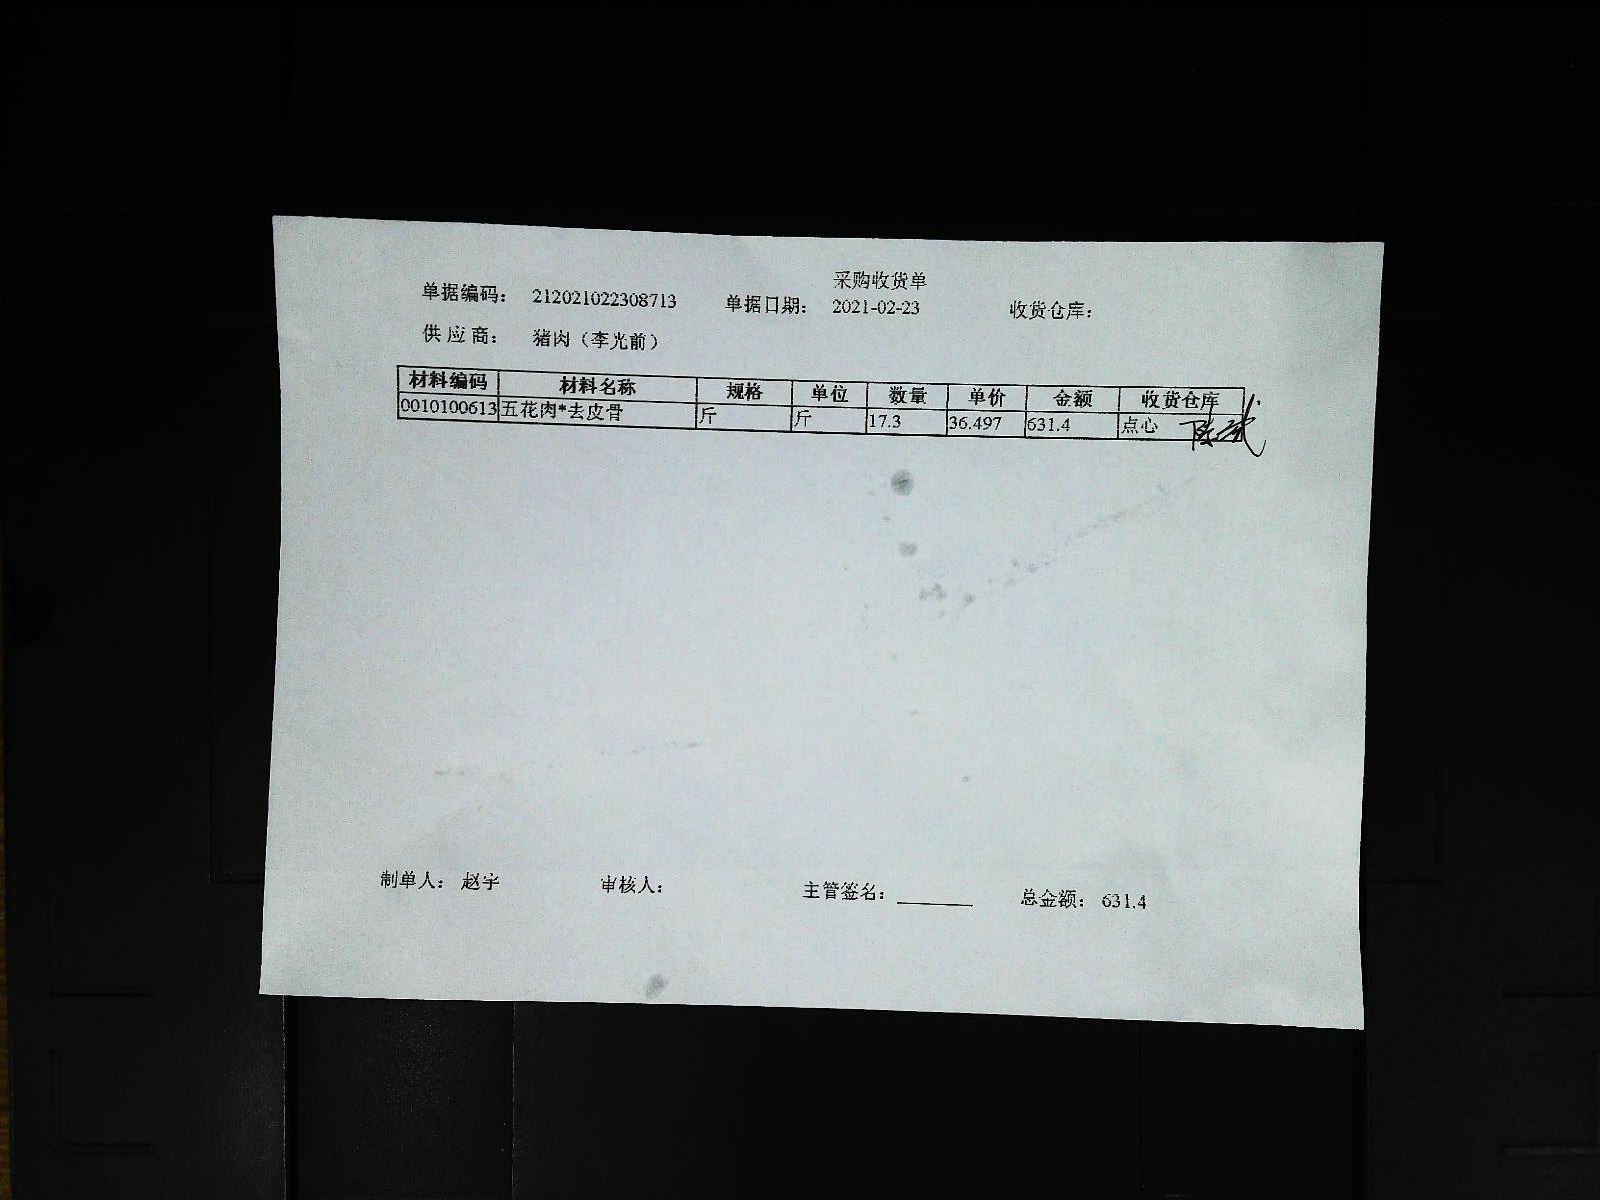 采购收货单
单据编码： 212021022308713 单据日期： 2021-02-23 收货仓库：
供 应 商： 猪肉（李光前）
材料编码 材料名称 规格 单位 数量 单价 金额 收货仓库
0010100613 五花肉*去皮骨 斤 斤 17.3 36.497 631.4 点心
制单人： 赵宇 审核人： 主管签名： 总金额： 631.4